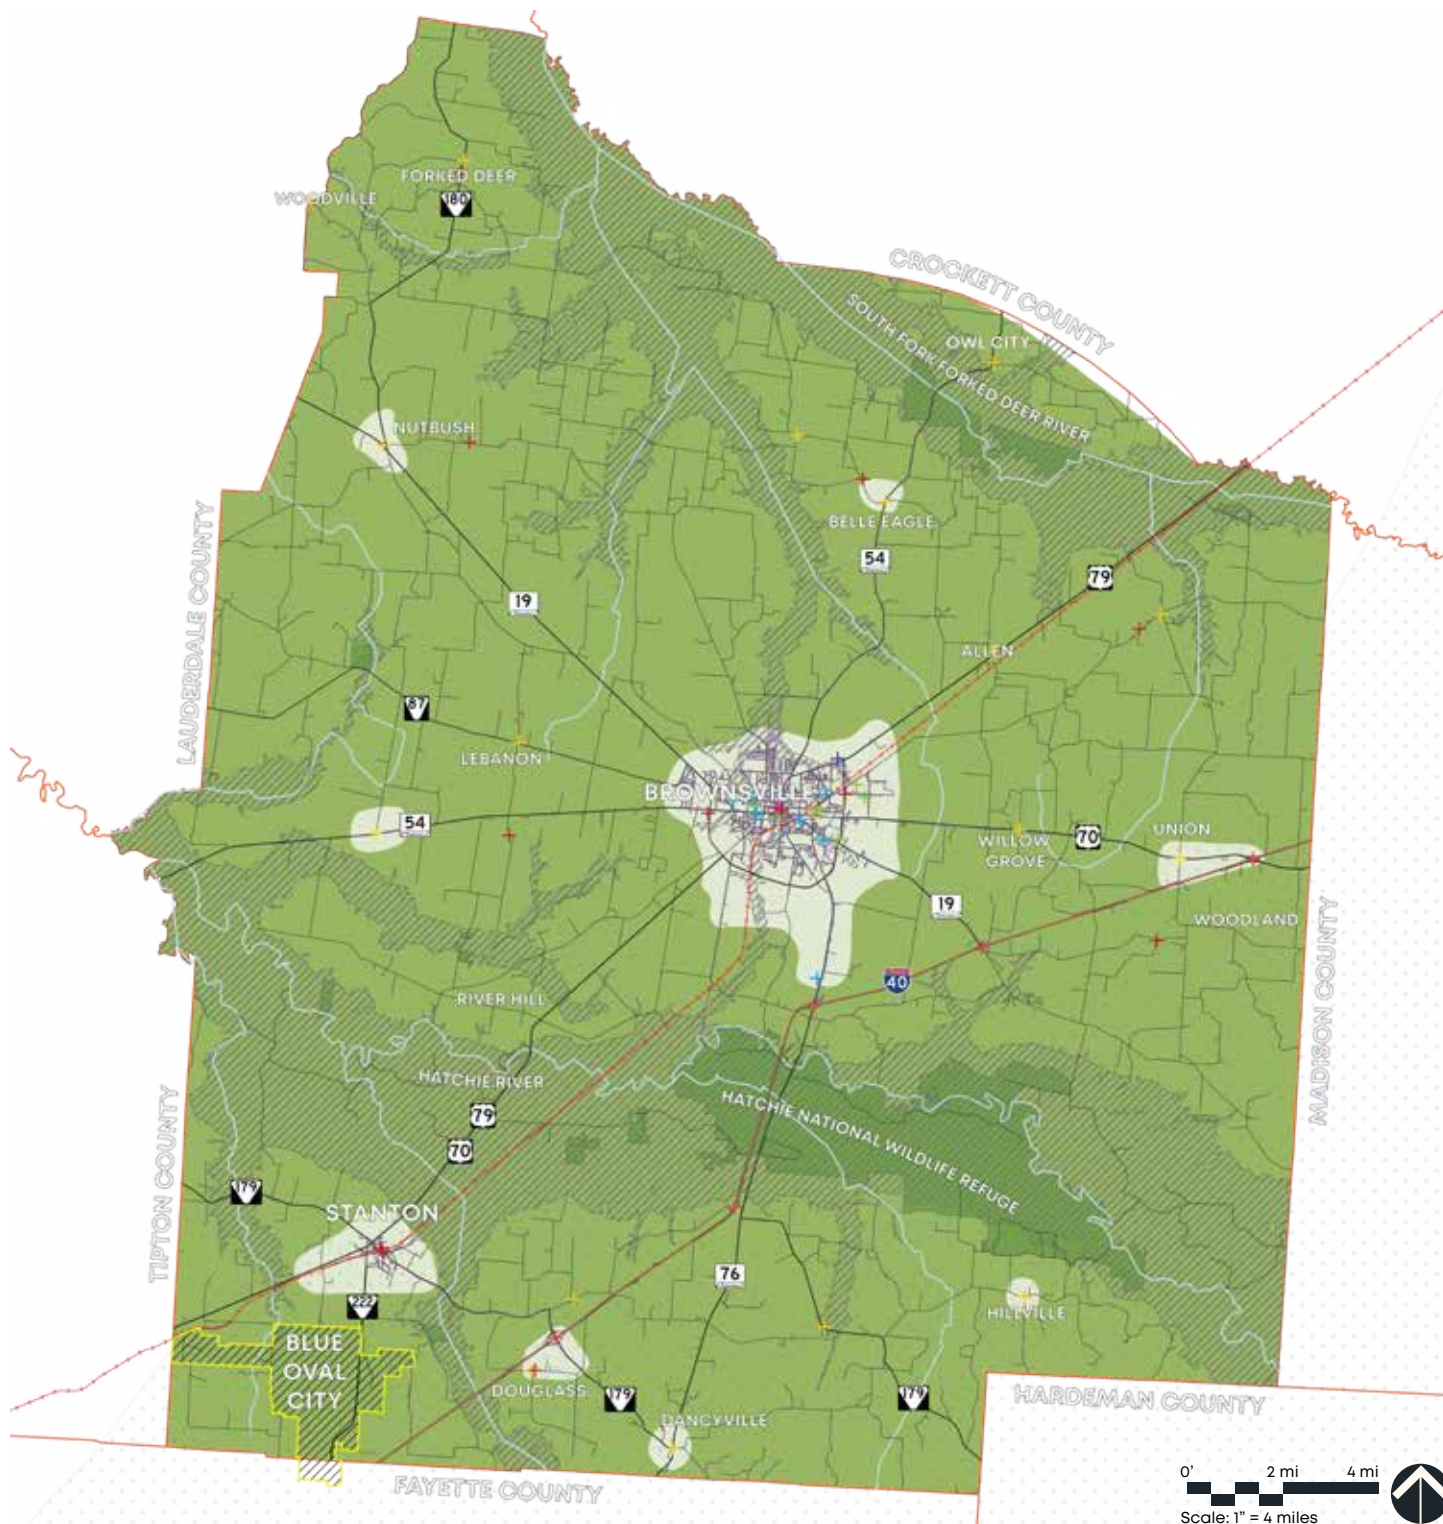 FORKED DEER
WOODVILLE
180
CROCKETT COUNTY
SOUTH FORK FORKED DEER RIVER
OWL CITY
NUTBUSH
BELLE EAGLE
54
79
LAUDERDALE COUNTY
19
ALLEN
87
LEBANON
BROWNSVILLE
54
WILLOW
GROVE
70
UNION
19
WOODLAND
MADISON COUNTY
40
RIVER HILL
HATCHIE RIVER
HATCHIE NATIONAL WILDLIFE REFUGE
79
70
TIPTON COUNTY
179
STANTON
76
222
HILLVILLE
BLUE
OVAL
CITY
DOUGLASS
179
179
DANCYVILLE
HARDEMAN COUNTY
FAYETTE COUNTY
0' 2 mi 4 mi
Scale: 1" = 4 miles